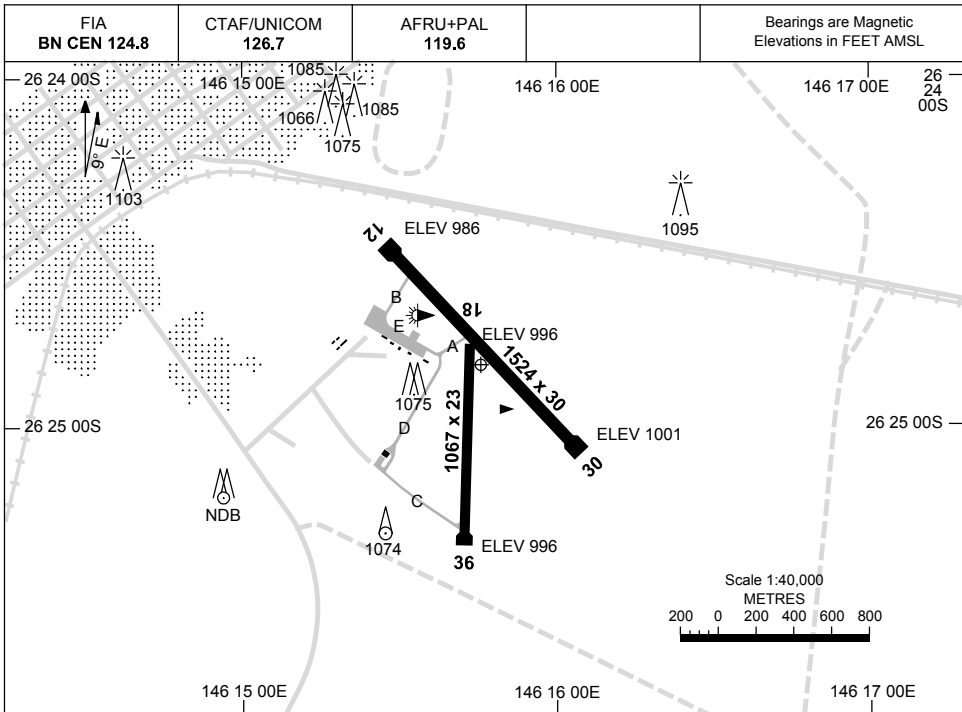 FIA
BN CEN 124.8
CTAF/UNICOM
126.7
AFRU+PAL
119.6
Bearings are Magnetic
Elevations in FEET AMSL
26 24 00S
146 15 00E
1085
146 16 00E
146 17 00E
26
24
00S
1066
1085
1075
9° E
1103
1095
12
ELEV 986
B
18
E
ELEV 996
A
1524 x 30
1075
1067 x 23
D
26 25 00S
26 25 00S
ELEV 1001
30
C
NDB
1074
ELEV 996
36
Scale 1:40,000
METRES
200 0 200 400 600 800
146 15 00E
146 16 00E
146 17 00E